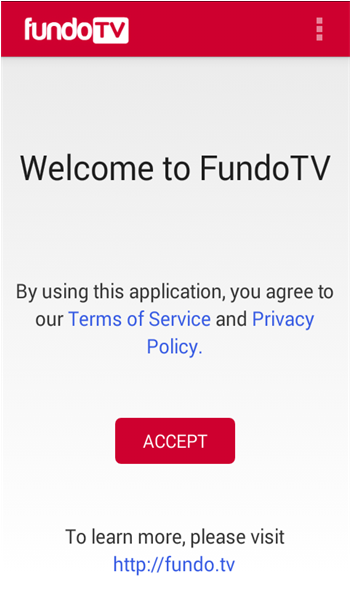 fundoTV
Welcome to FundoTV
By using this application, you agree to
our Terms of Service and Privacy
Policy.
ACCEPT
To learn more, please visit
http://fundo.tv